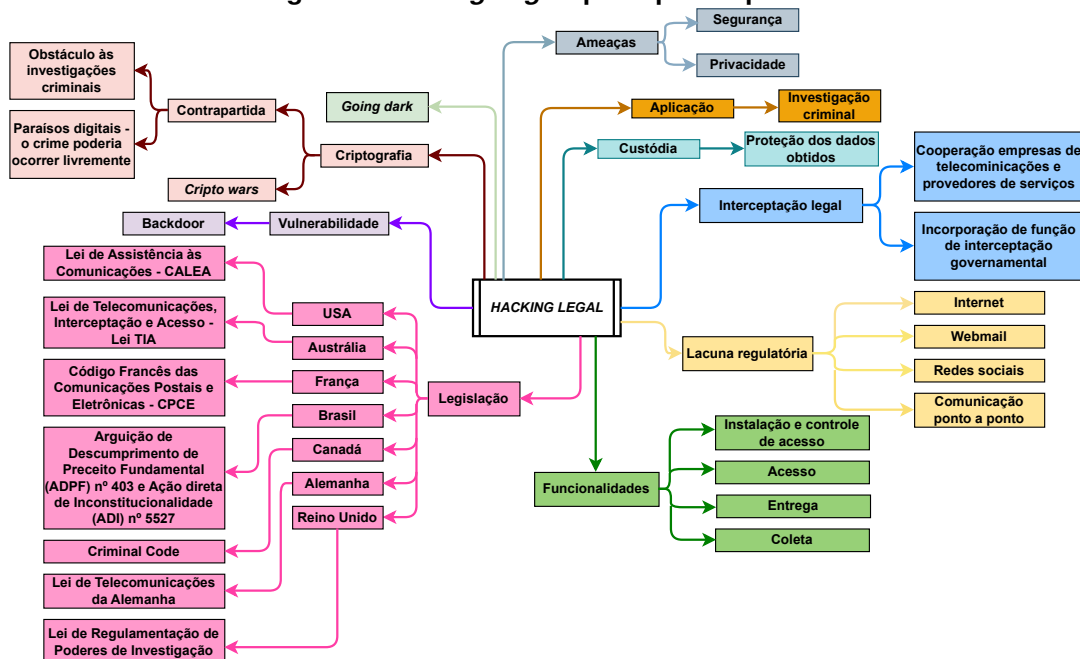 Ameaças
Segurança
Privacidade
Going dark
Aplicação
Investigação
criminal
Custódia
Proteção dos dados
obtidos
Interceptação legal
Cooperação empresas de
telecominicações e
provedores de serviços
Incorporação de função
de interceptação
governamental
Obstáculo às
investigações
criminais
Paraísos digitais -
o crime poderia
ocorrer livremente
Contrapartida
Criptografia
Cripto wars
Backdoor
Vulnerabilidade
HACKING LEGAL
Lacuna regulatória
Internet
Webmail
Redes sociais
Comunicação
ponto a ponto
Funcionalidades
Instalação e controle
de acesso
Acesso
Entrega
Coleta
Legislação
USA
Austrália
França
Brasil
Canadá
Alemanha
Reino Unido
Lei de Assistência às
Comunicações - CALEA
Lei de Telecomunicações,
Interceptação e Acesso -
Lei TIA
Código Francês das
Comunicações Postais e
Eletrônicas - CPCE
Arguição de
Descumprimento de
Preceito Fundamental
(ADPF) nº 403 e Ação direta
de Inconstitucionalidade
(ADI) nº 5527
Criminal Code
Lei de Telecomunicações
da Alemanha
Lei de Regulamentação de
Poderes de Investigação